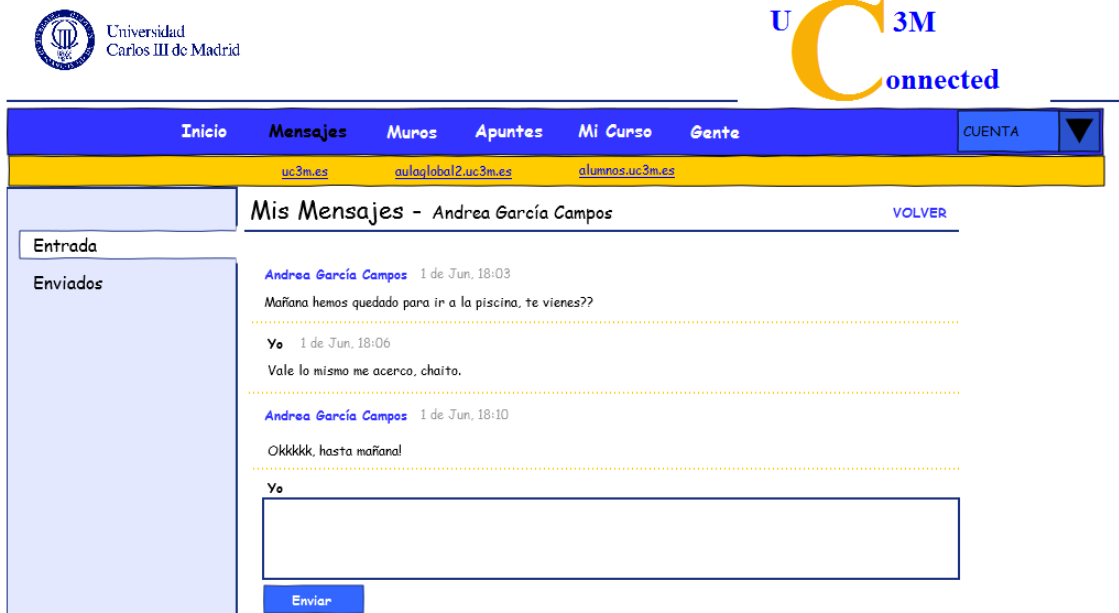 Universidad
Carlos III de Madrid
U C 3M
onnected
Inicio Mensajes Muros Apuntes Mi Curso Gente CUENTA
uc3m.es aulaglobal2.uc3m.es alumnos.uc3m.es
Mis Mensajes - Andrea García Campos VOLVER
Entrada
Enviados
Andrea García Campos 1 de Jun, 18:03
Mañana hemos quedado para ir a la piscina, te vienes??
Yo 1 de Jun, 18:06
Vale lo mismo me acerco, chaito.
Andrea García Campos 1 de Jun, 18:10
Okkkkk, hasta mañana!
Yo
Enviar